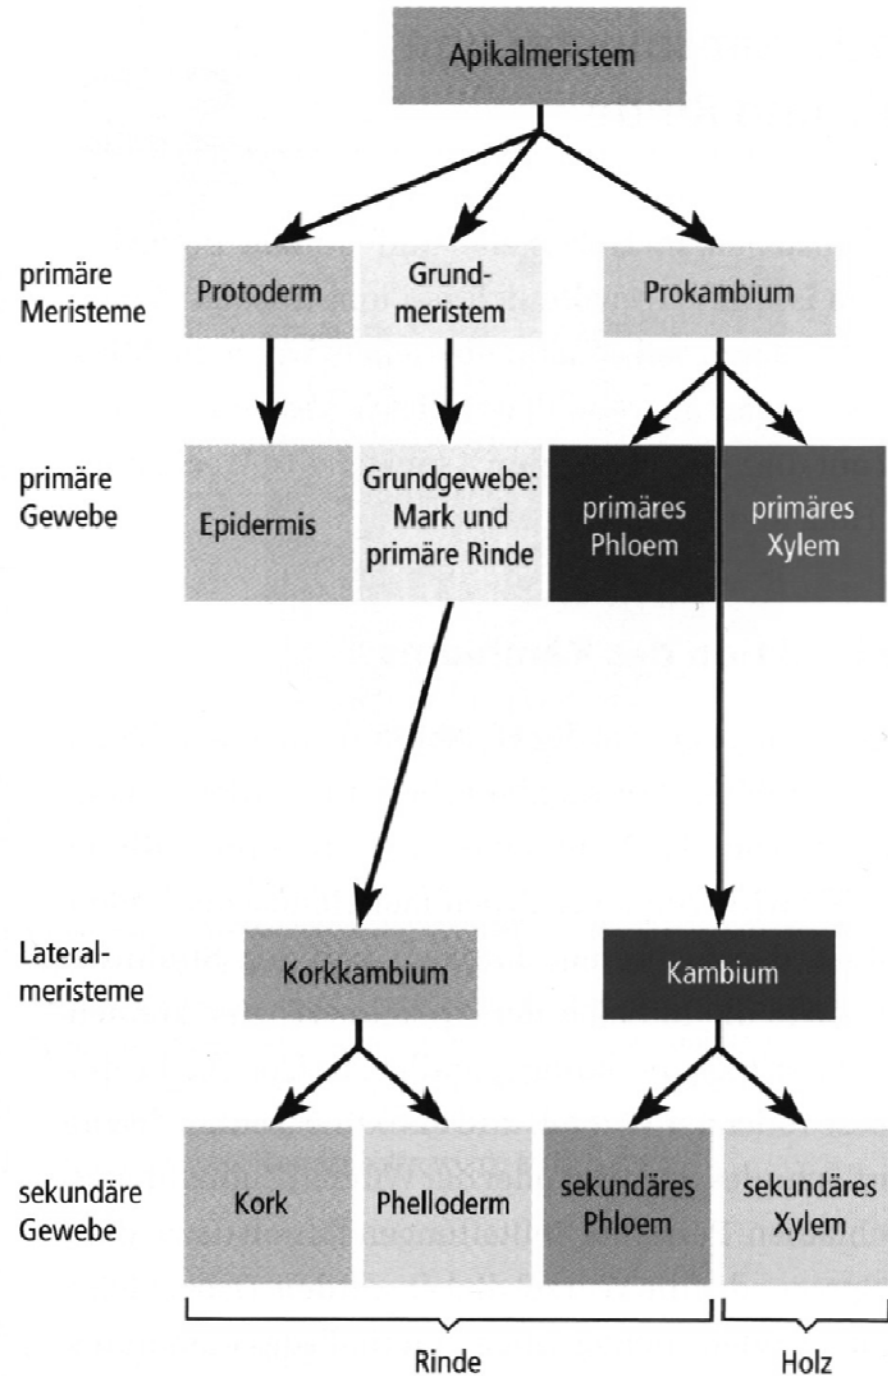 Apikalmeristem
primäre
Meristeme
Protoderm
Grund-
meristem
Prokambium
primäre
Gewebe
Epidermis
Grundgewebe:
Mark und
primäre Rinde
primäres
Phloem
primäres
Xylem
Lateral-
meristeme
Korkkambium
Kambium
sekundäre
Gewebe
Kork
Phelloderm
sekundäres
Phloem
sekundäres
Xylem
Rinde
Holz